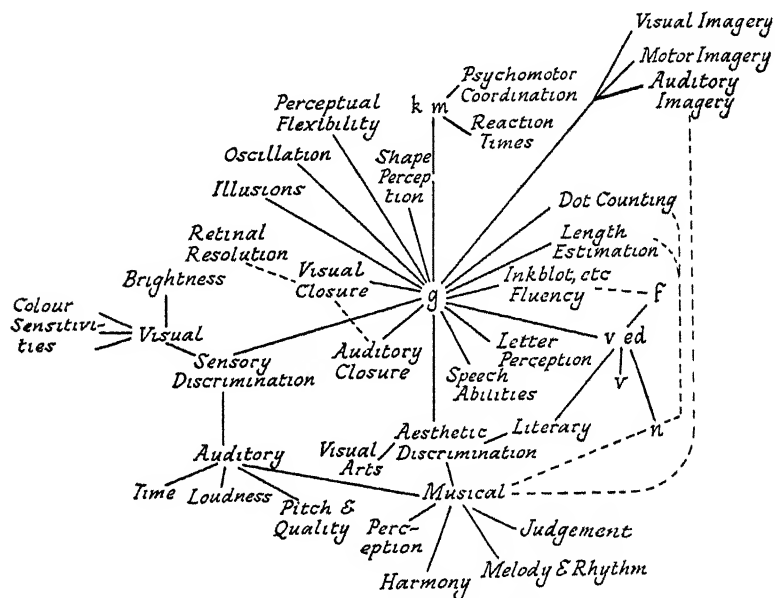 Visual Imagery
Motor Imagery
Auditory
Imagery
Psychomotor
Coordination
k m
Reaction
Times
Perceptual
Flexibility
Oscillation
Shape
Percep
tion
Illusions
Dot Counting
Retinal
Resolution
Length
Estimation
Visual
Closure
Inkblot, etc
Fluency
f
Brightness
g
Colour
Sensitivi-
ties
Visual
v ed
Sensory
Discrimination
Auditory
Closure
Letter
Perception
Speech
Abilities
v
Aesthetic
Discrimination
Literary
n
Visual
Arts
Auditory
Time
Loudness
Pitch &
Quality
Musical
Perc-
eption
Judgement
Harmony
Melody & Rhythm